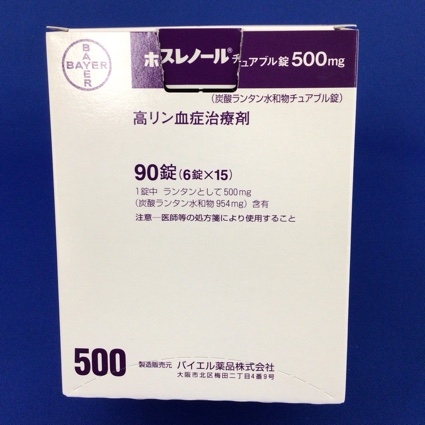 BAYER
BAYER
ホスレノール®チュアブル錠500mg
(炭酸ランタン水和物チュアブル錠)
高リン血症治療剤
90錠(6錠×15)
1錠中 ランタンとして500mg
(炭酸ランタン水和物954mg) 含有
注意―医師等の処方箋により使用すること
500
製造販売元 バイエル薬品株式会社
大阪市北区梅田二丁目4番9号